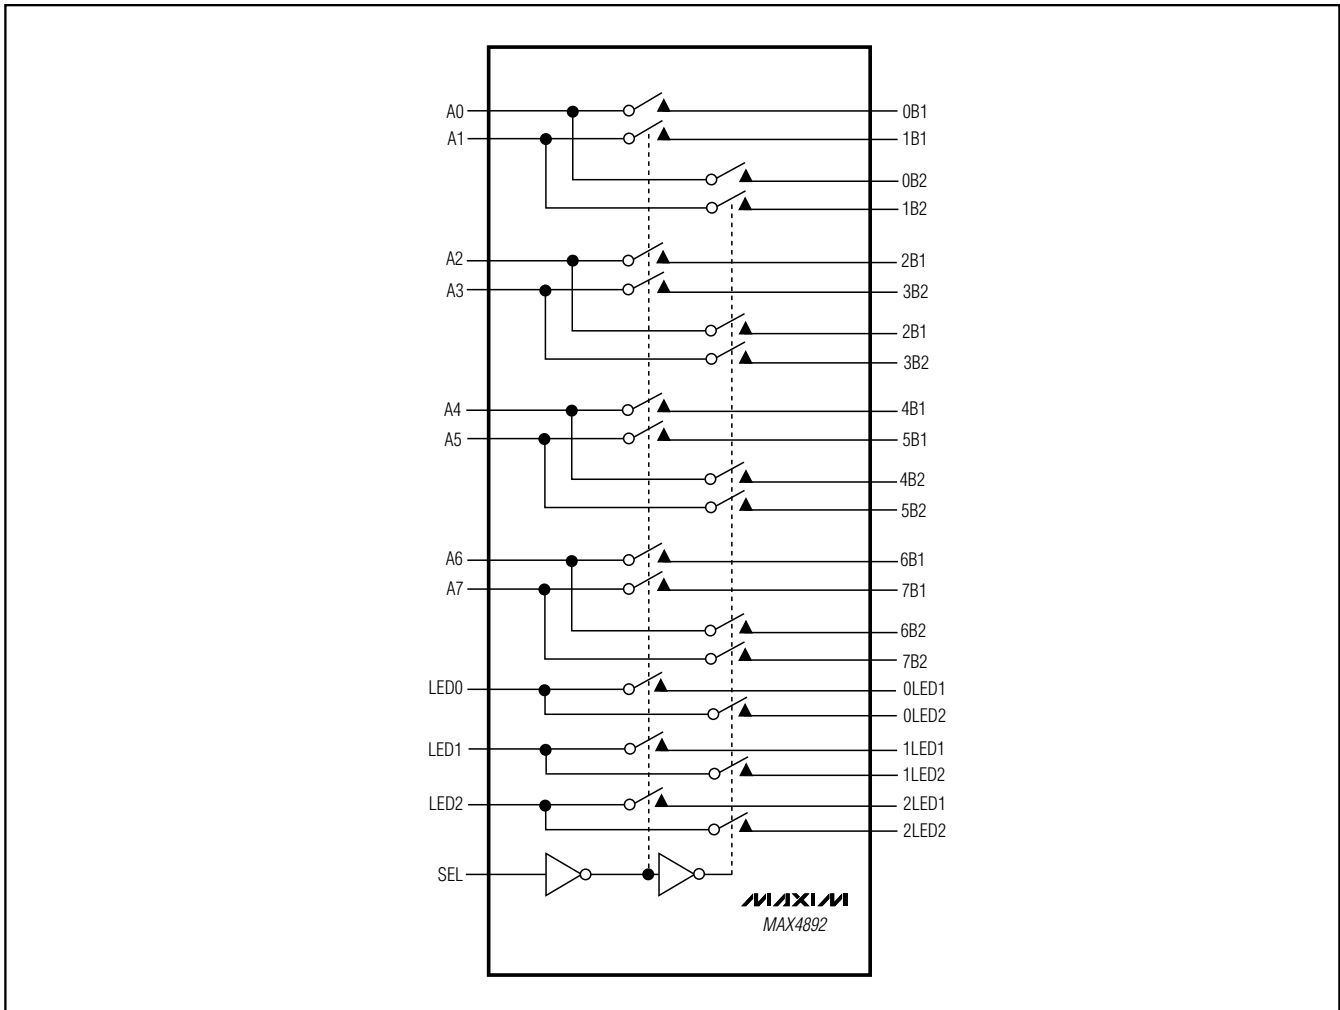 A0
0B1
A1
1B1
0B2
1B2
A2
2B1
A3
3B2
2B1
3B2
A4
4B1
A5
5B1
4B2
5B2
A6
6B1
A7
7B1
6B2
7B2
LED0
0LED1
0LED2
LED1
1LED1
1LED2
LED2
2LED1
2LED2
SEL
MAXIM
MAX4892